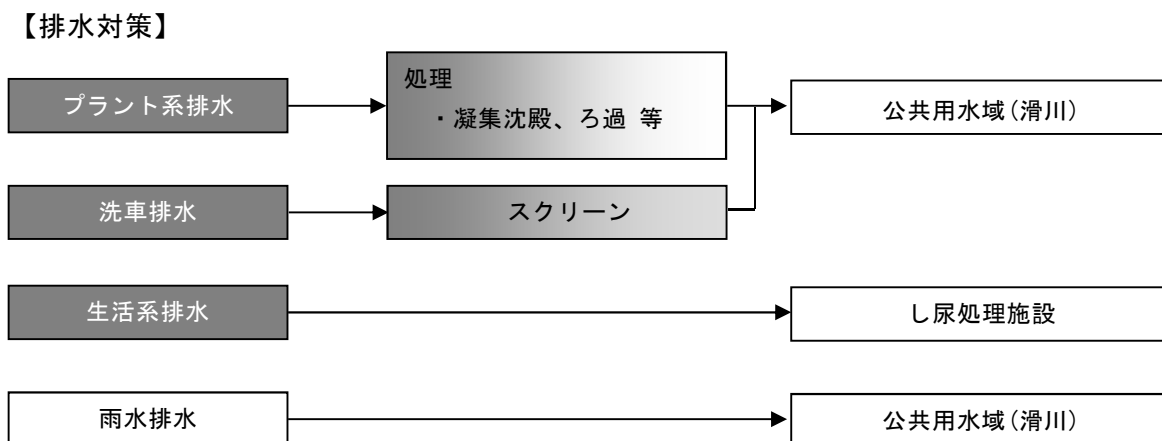 【排水対策】
プラント系排水
処理
・凝集沈殿、ろ過 等
公共用水域(滑川)
洗車排水
スクリーン
生活系排水
し尿処理施設
雨水排水
公共用水域(滑川)